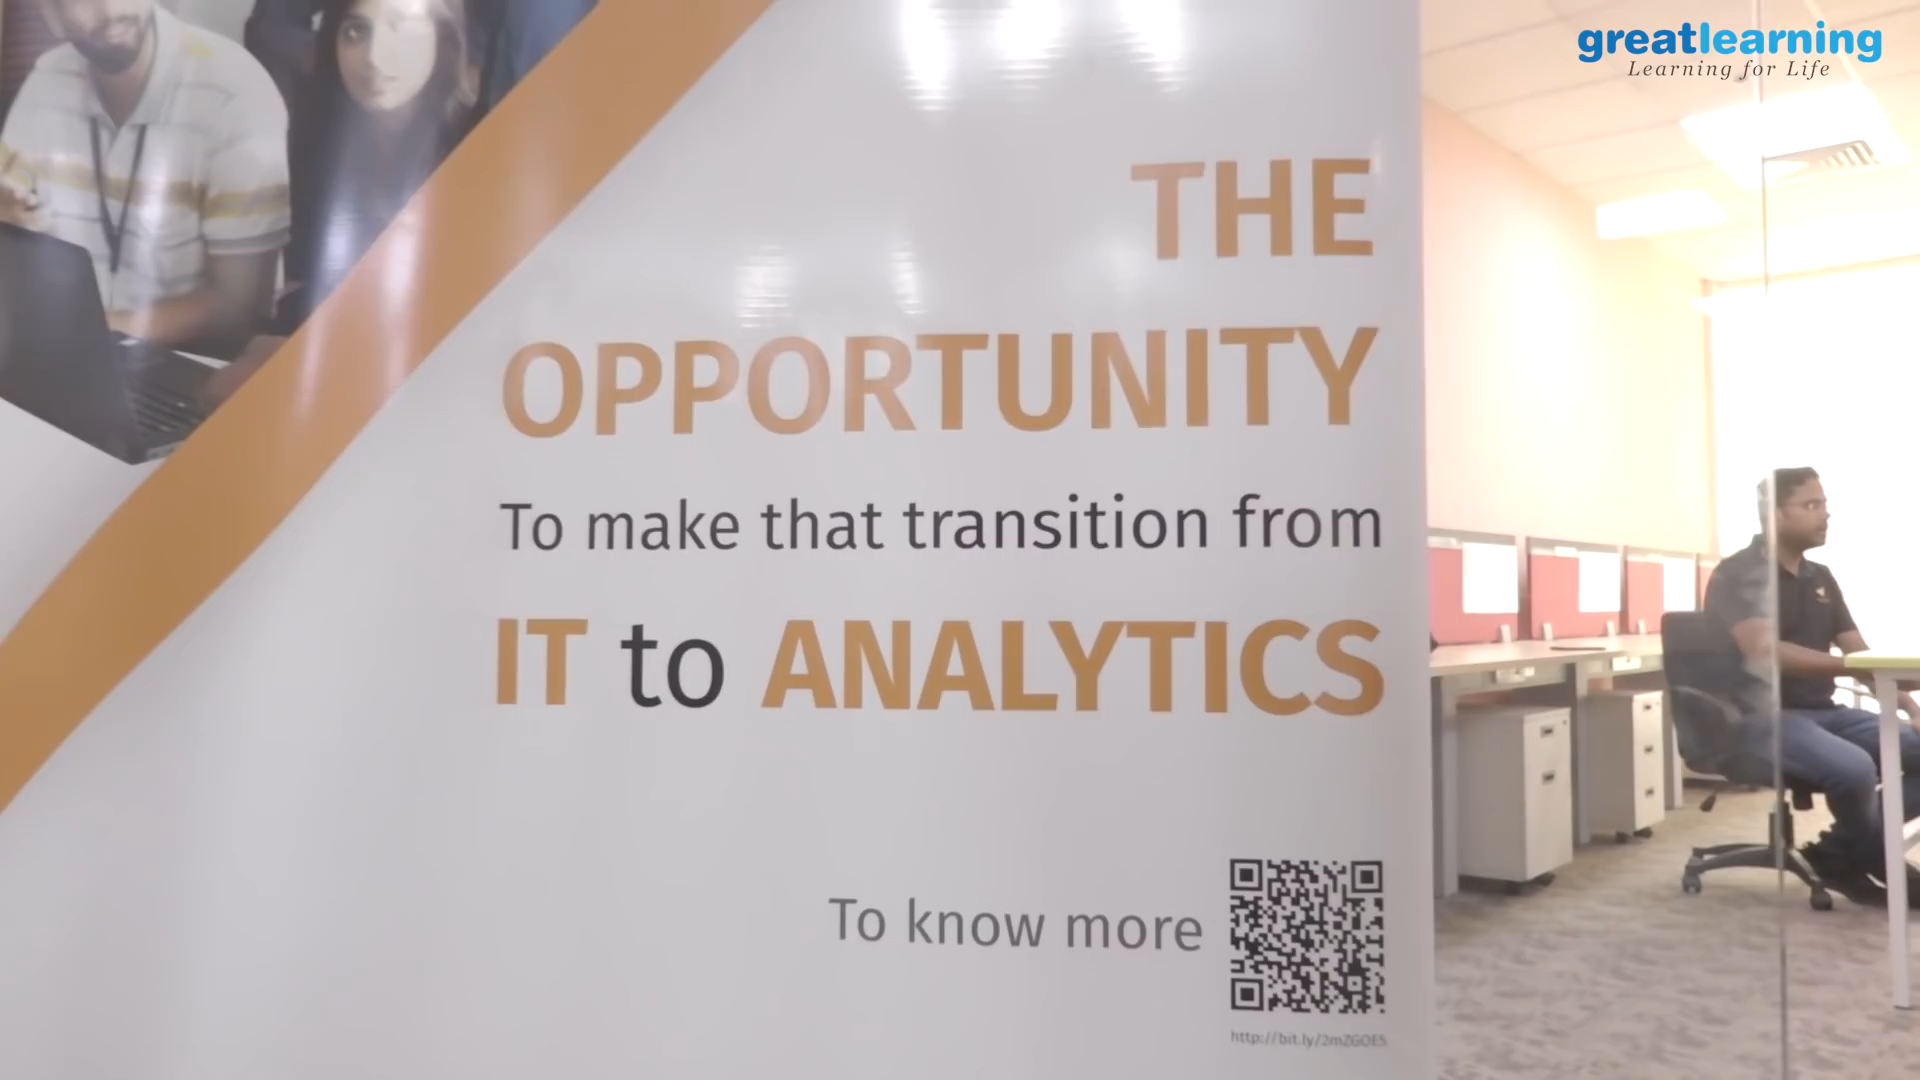 greatlearning
Learning for Life
THE
OPPORTUNITY
To make that transition from
IT to ANALYTICS
To know more